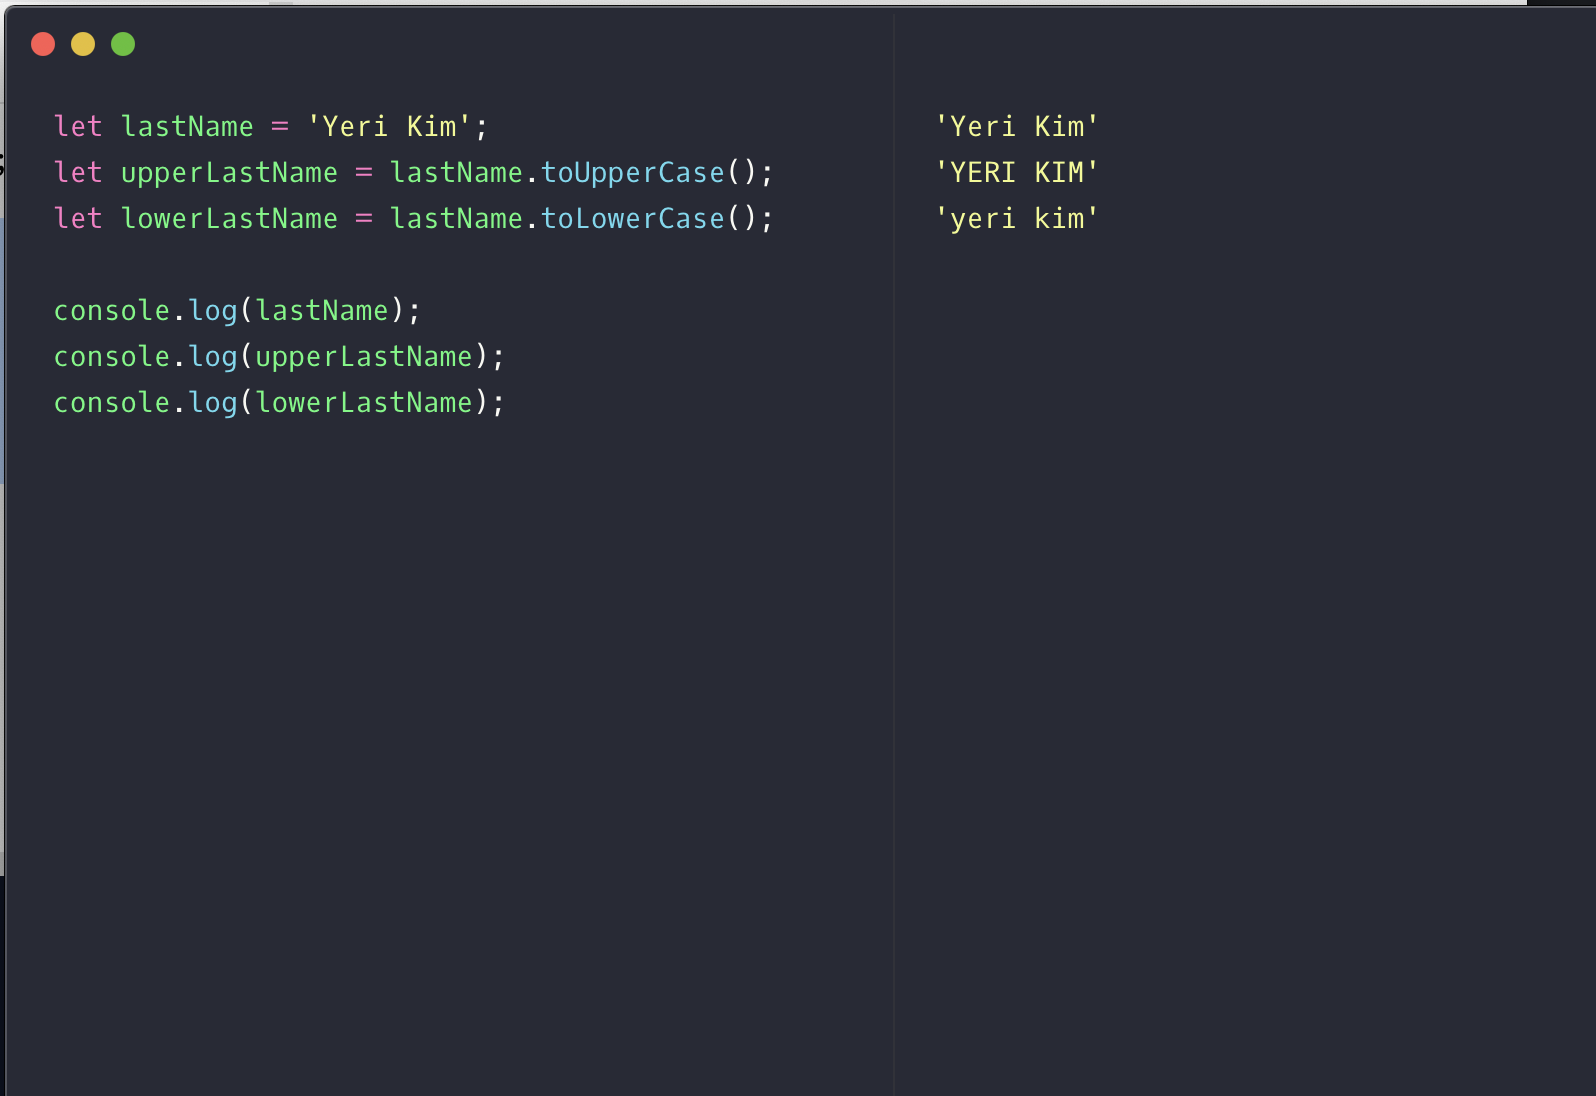 let lastName = 'Yeri Kim';
let upperLastName = lastName.toUpperCase();
let lowerLastName = lastName.toLowerCase();
console.log(lastName);
console.log(upperLastName);
console.log(lowerLastName);
'Yeri Kim'
'YERI KIM'
'yeri kim'